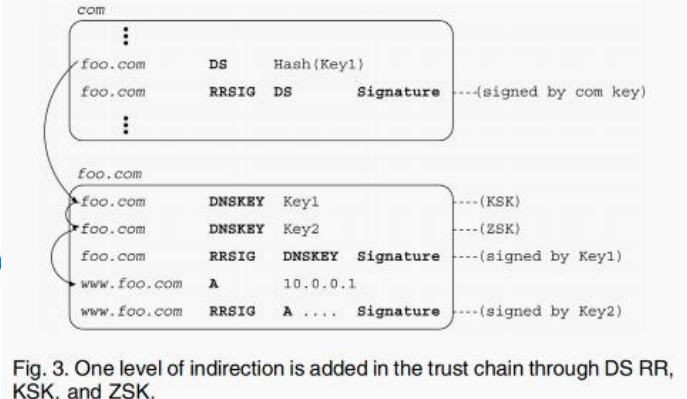 com
foo.com DS Hash(Key1)
foo.com RRSIG DS Signature ----(signed by com key)
foo.com
foo.com DNSKEY Key1 ----(KSK)
foo.com DNSKEY Key2 ----(ZSK)
foo.com RRSIG DNSKEY Signature ----(signed by Key1)
www.foo.com A 10.0.0.1
www.foo.com RRSIG A .... Signature ----(signed by Key2)
Fig. 3. One level of indirection is added in the trust chain through DS RR,
KSK, and ZSK.